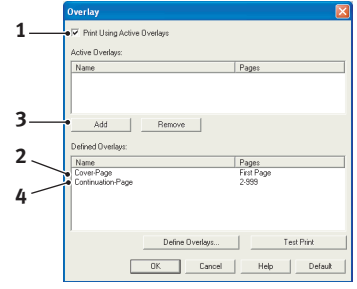 Overlay
1
Print Using Active Overlays
Active Overlays:
Name Pages
3
Add Remove
Defined Overlays:
Name Pages
2
Cover-Page First Page
4
Continuation-Page 2-999
Define Overlays... Test Print
OK Cancel Help Default